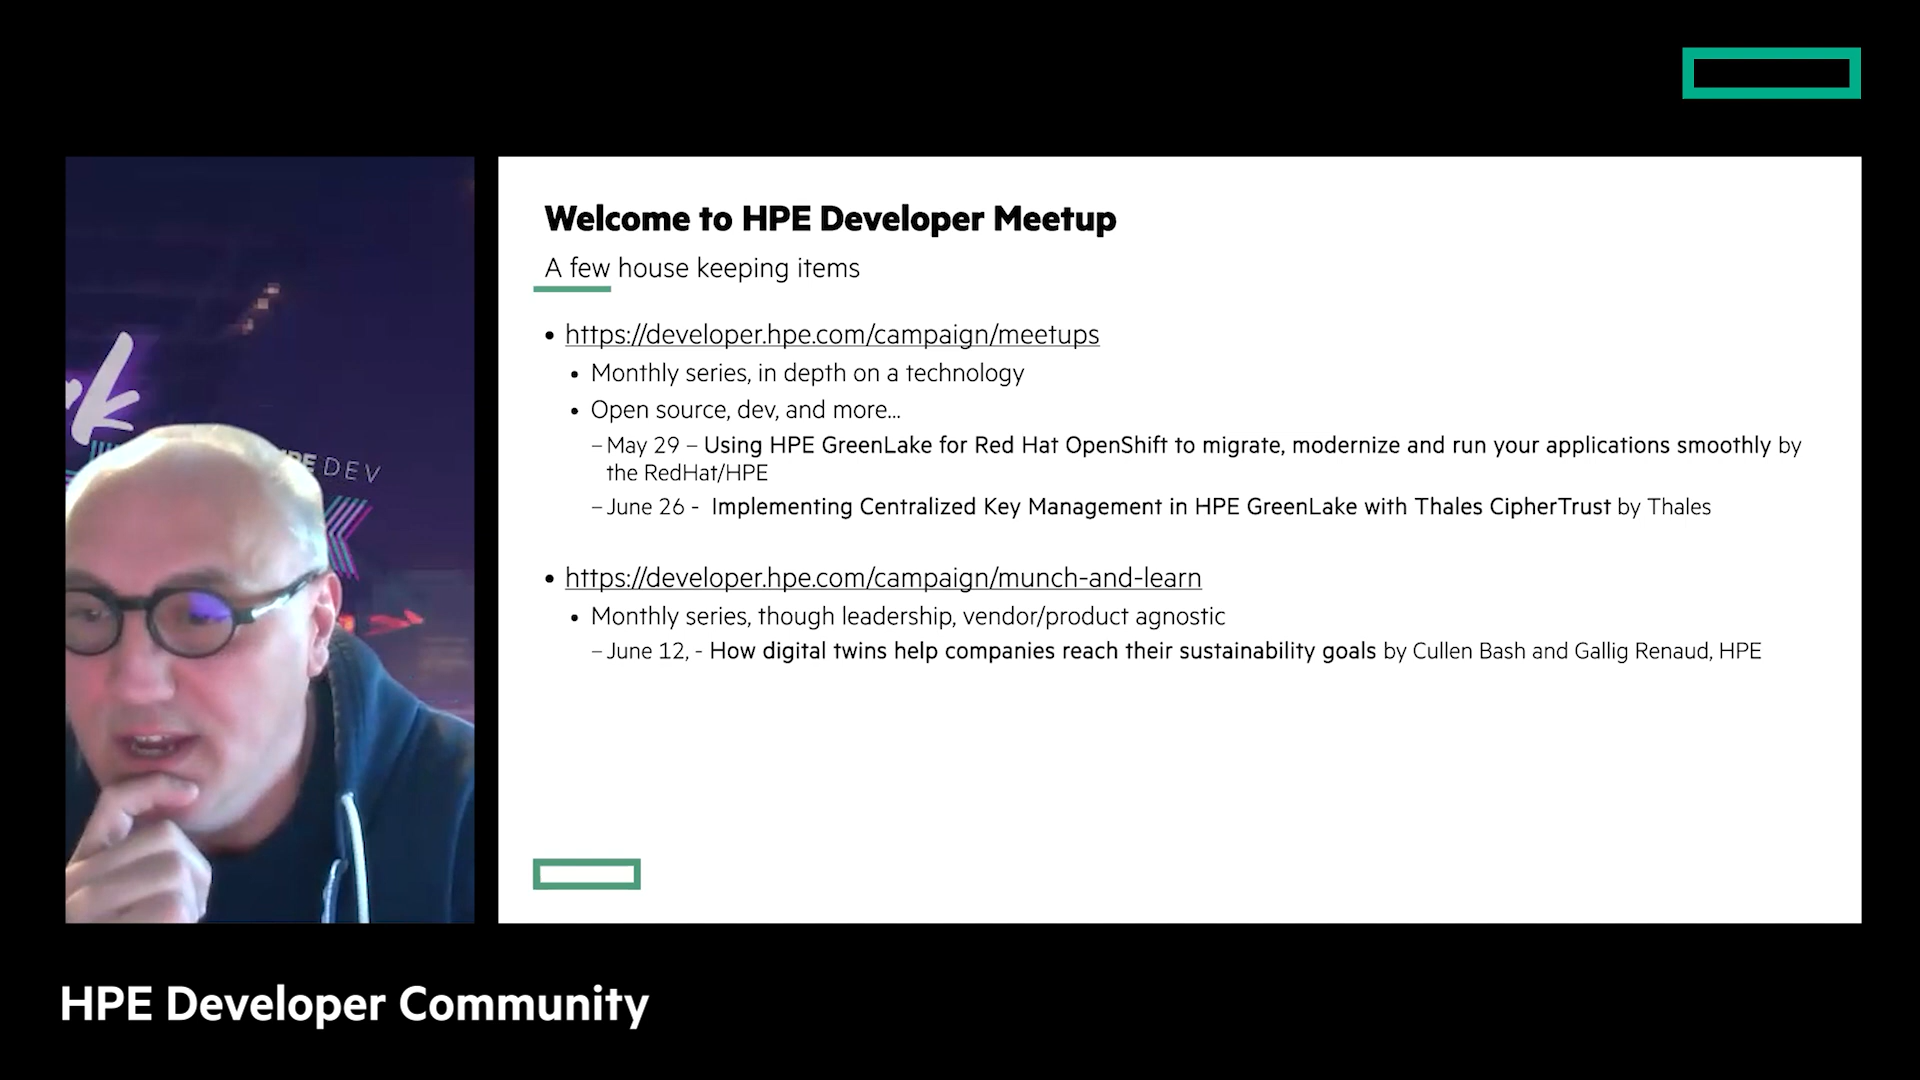 Welcome to HPE Developer Meetup
A few house keeping items
• https://developer.hpe.com/campaign/meetups
• Monthly series, in depth on a technology
• Open source, dev, and more...
– May 29 – Using HPE GreenLake for Red Hat OpenShift to migrate, modernize and run your applications smoothly by
the RedHat/HPE
– June 26 - Implementing Centralized Key Management in HPE GreenLake with Thales CipherTrust by Thales
• https://developer.hpe.com/campaign/munch-and-learn
• Monthly series, though leadership, vendor/product agnostic
– June 12, - How digital twins help companies reach their sustainability goals by Cullen Bash and Gallig Renaud, HPE
DEV
HPE Developer Community